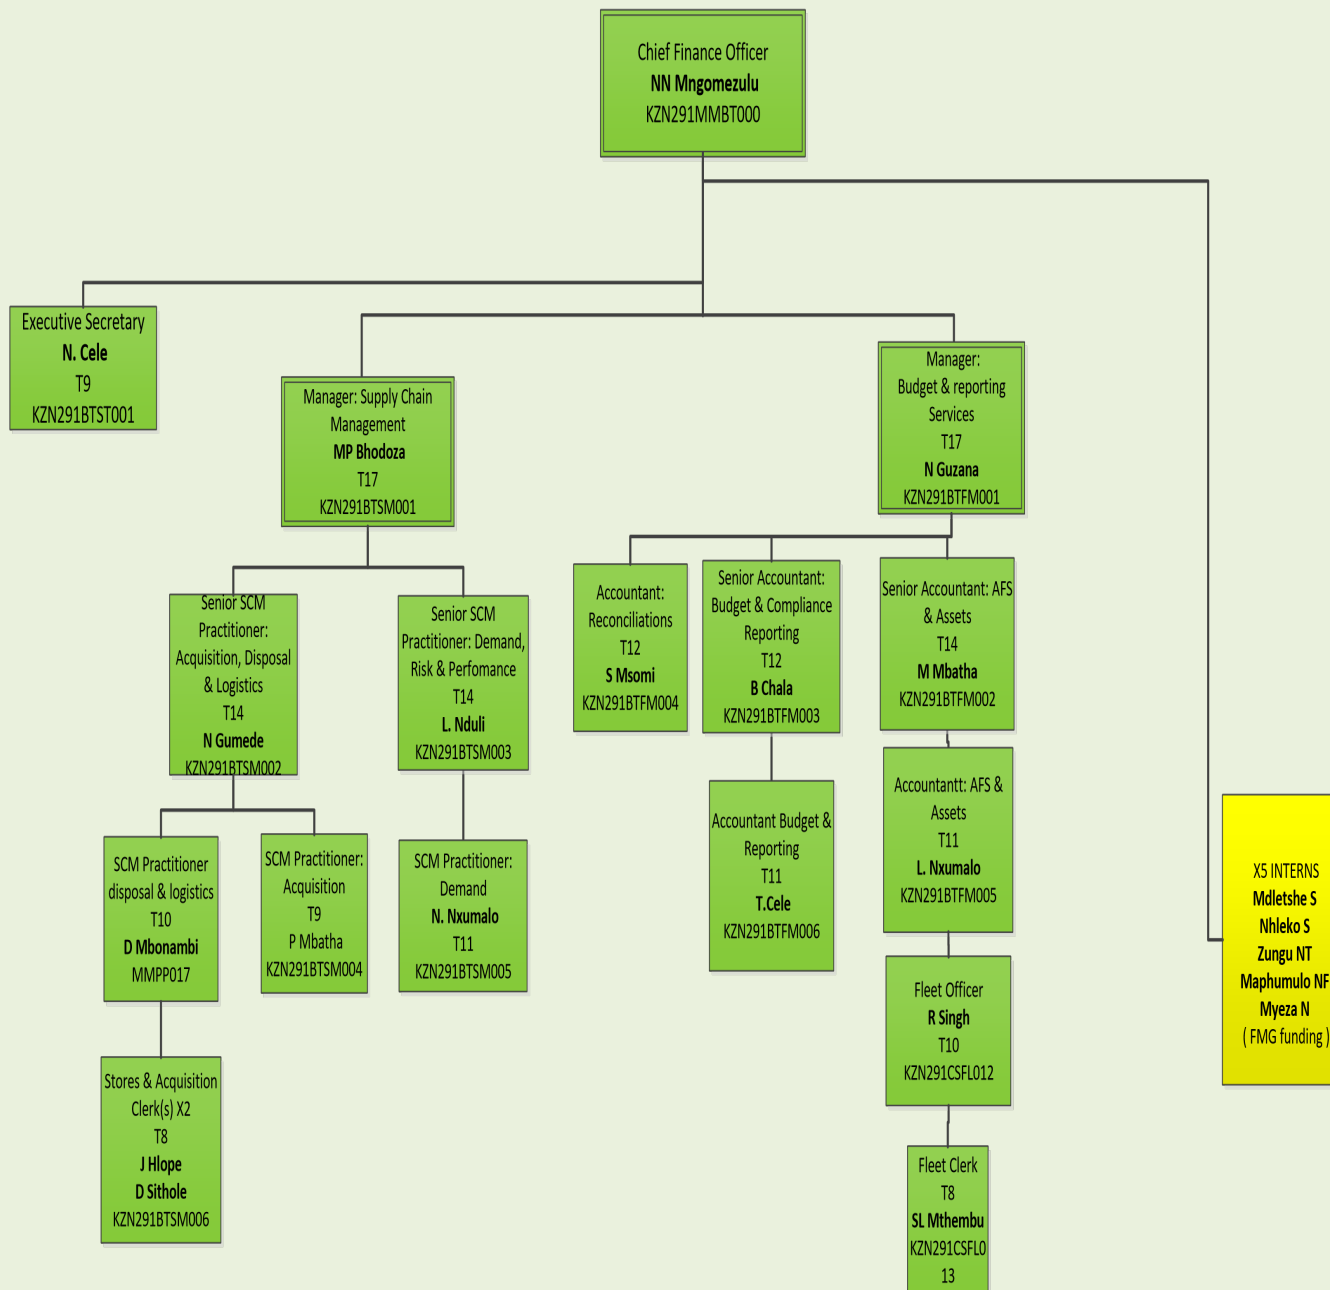 Chief Finance Officer
NN Mngomezulu
KZN291MMBT000
Executive Secretary
N. Cele
T9
KZN291BTST001
Manager: Supply Chain
Management
MP Bhodoza
T17
KZN291BTSM001
Manager:
Budget & reporting
Services
T17
N Guzana
KZN291BTFM001
Senior SCM
Practitioner:
Acquisition, Disposal
& Logistics
T14
N Gumede
KZN291BTSM002
Senior SCM
Practitioner: Demand,
Risk & Perfomance
T14
L. Nduli
KZN291BTSM003
Accountant:
Reconciliations
T12
S Msomi
KZN291BTFM004
Senior Accountant:
Budget & Compliance
Reporting
T12
B Chala
KZN291BTFM003
Senior Accountant: AFS
& Assets
T14
M Mbatha
KZN291BTFM002
SCM Practitioner
disposal & logistics
T10
D Mbonambi
MMPP017
SCM Practitioner:
Acquisition
T9
P Mbatha
KZN291BTSM004
SCM Practitioner:
Demand
N. Nxumalo
T11
KZN291BTSM005
Accountant Budget &
Reporting
T11
T.Cele
KZN291BTFM006
Accountantt: AFS &
Assets
T11
L. Nxumalo
KZN291BTFM005
Stores & Acquisition
Clerk(s) X2
T8
J Hlope
D Sithole
KZN291BTSM006
Fleet Officer
R Singh
T10
KZN291CSFL012
Fleet Clerk
T8
SL Mthembu
KZN291CSFL0
13
X5 INTERNS
Mdletshe S
Nhleko S
Zungu NT
Maphumulo NF
Myeza N
( FMG funding )